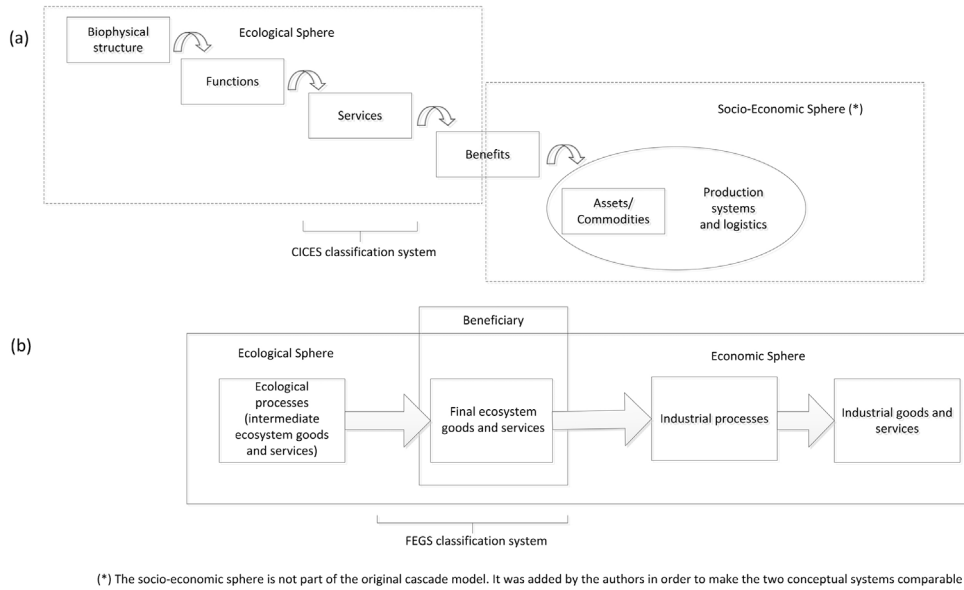 (a)
Biophysical
structure
Ecological Sphere
Functions
Services
Benefits
Socio-Economic Sphere (*)
Assets/
Commodities
Production
systems
and logistics
CICES classification system
(b)
Beneficiary
Ecological Sphere
Economic Sphere
Ecological
processes
(intermediate
ecosystem goods
and services)
Final ecosystem
goods and services
Industrial processes
Industrial goods and
services
FEGS classification system
(*) The socio-economic sphere is not part of the original cascade model. It was added by the authors in order to make the two conceptual systems comparable